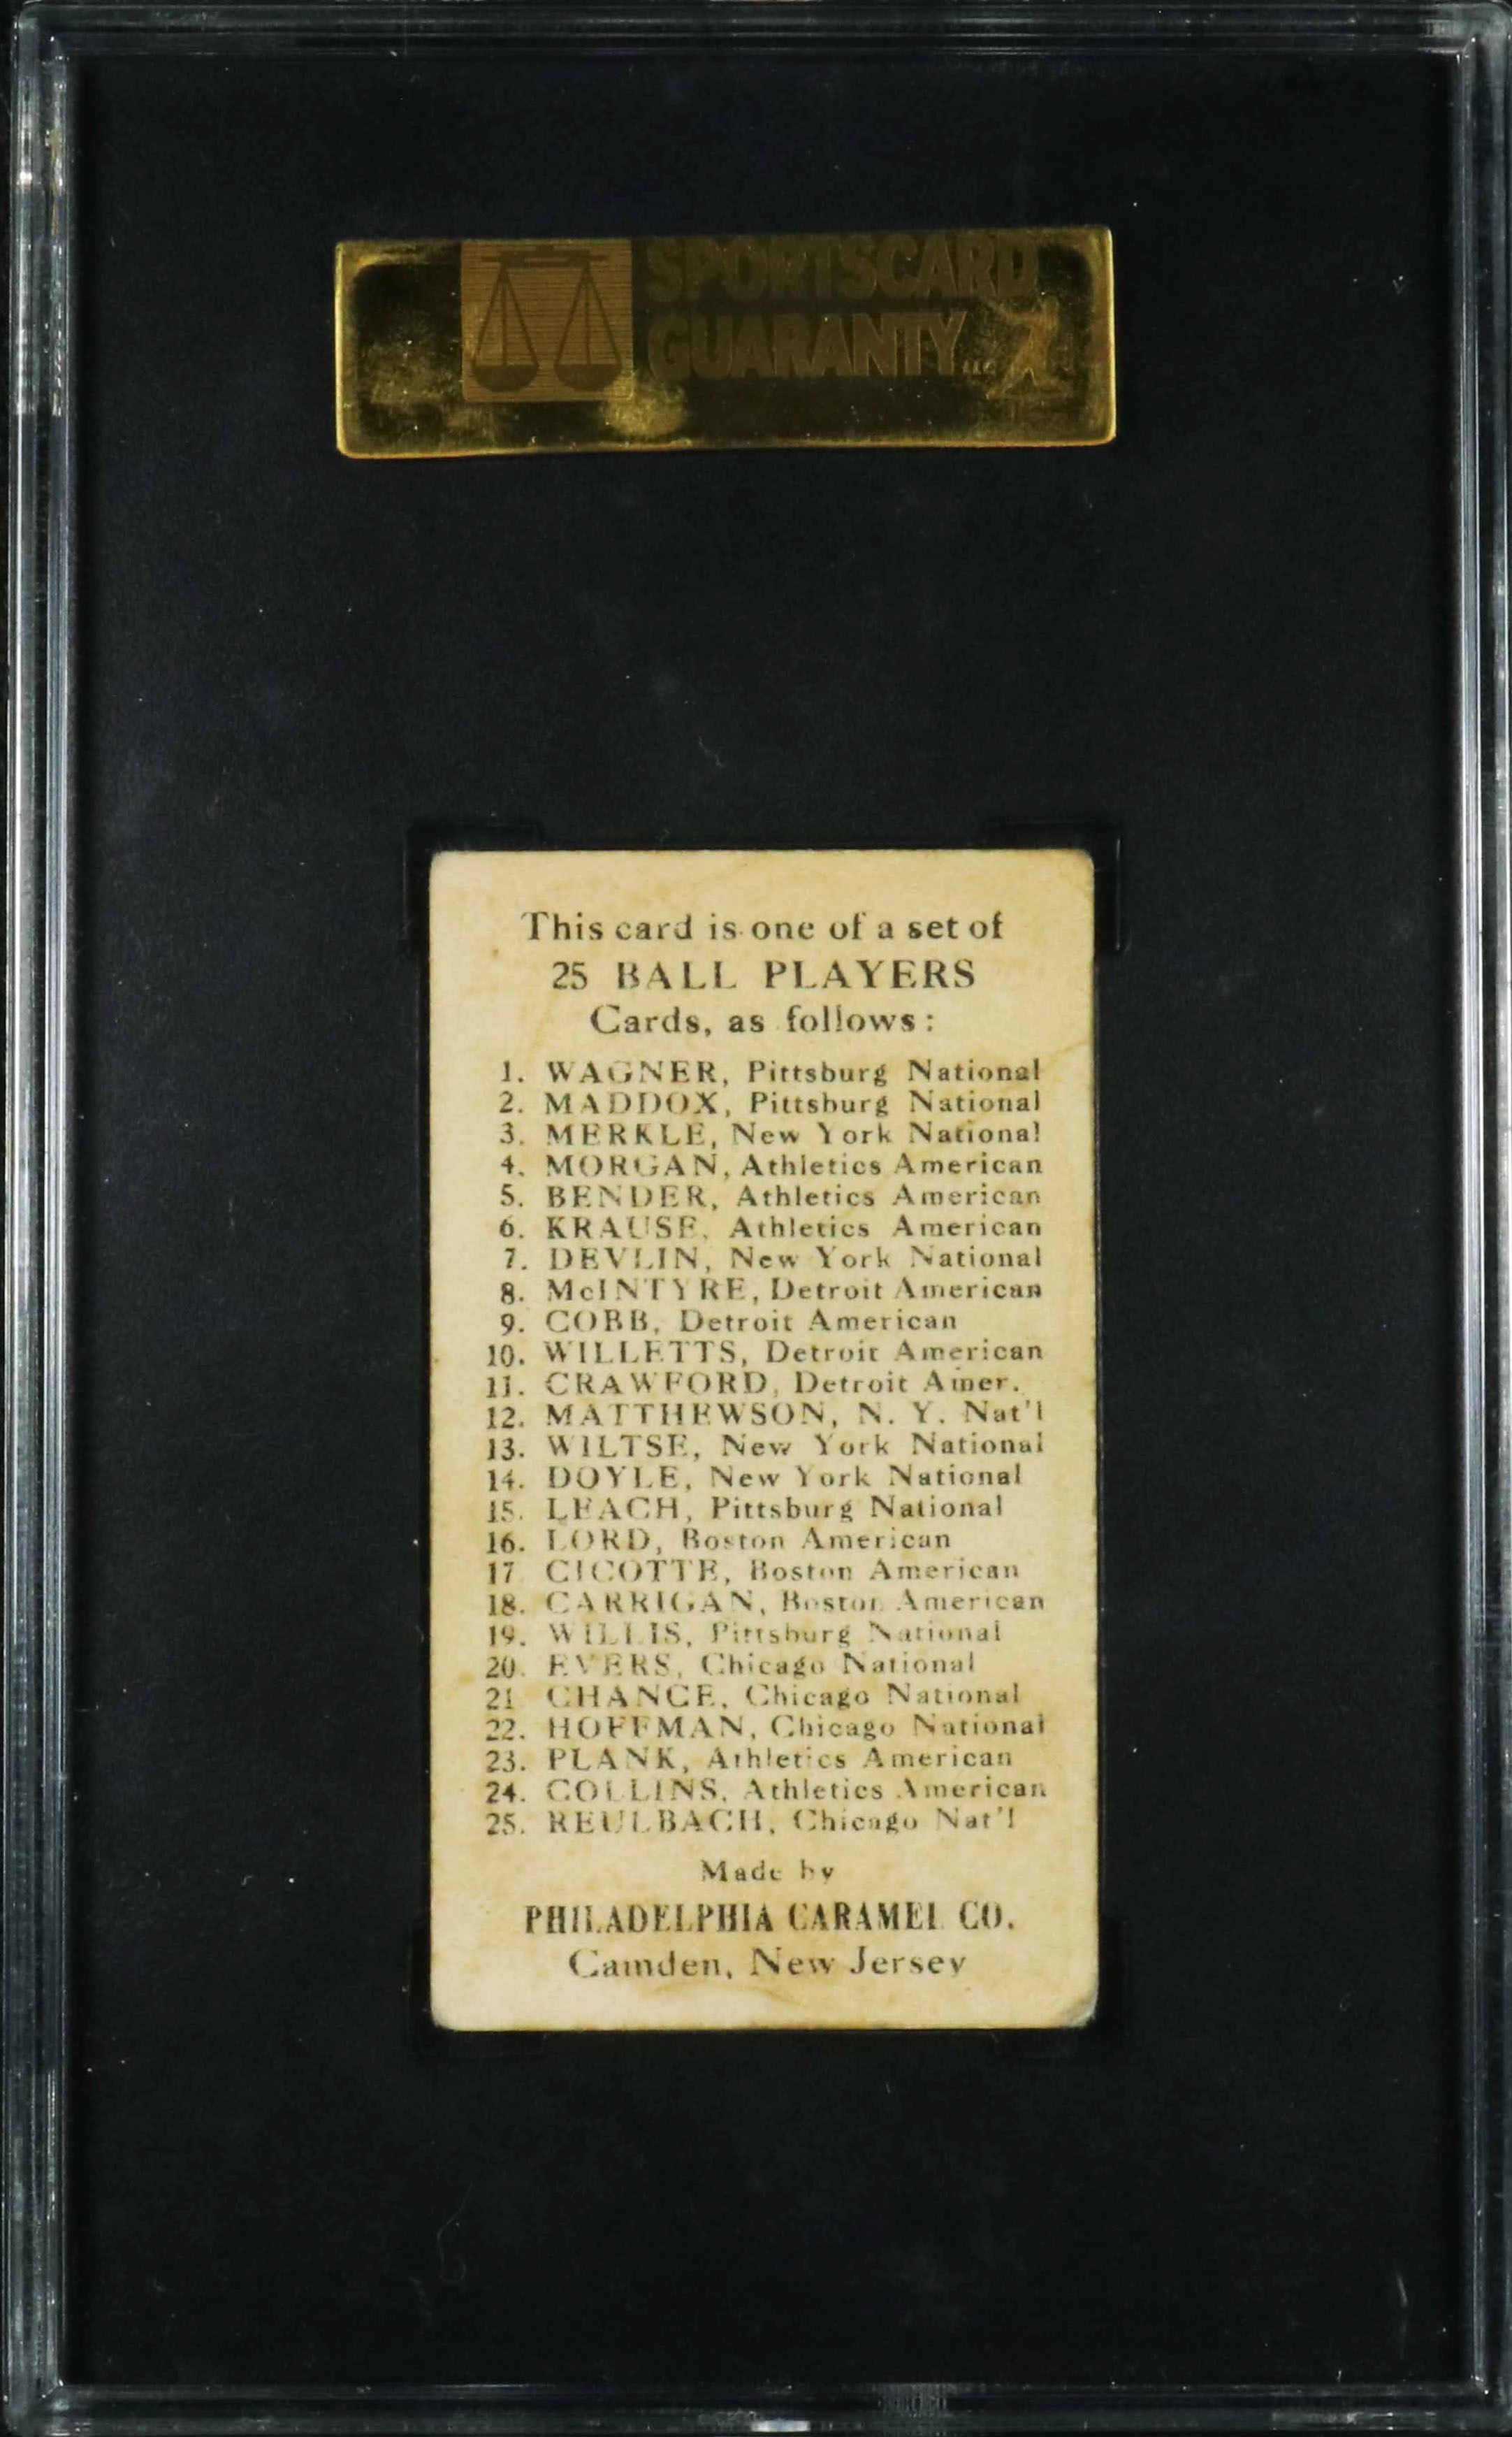 SPORTSCARD
GUARANTY LLC
This card is one of a set of
25 BALL PLAYERS
Cards, as follows:
1. WAGNER, Pittsburg National
2. MADDOX, Pittsburg National
3. MERKLE, New York National
4. MORGAN, Athletics American
5. BENDER, Athletics American
6. KRAUSE, Athletics American
7. DEVLIN, New York National
8. McINTYRE, Detroit American
9. COBB, Detroit American
10. WILLETTS, Detroit American
11. CRAWFORD, Detroit Amer.
12. MATTHEWSON, N. Y. Nat'l
13. WILTSE, New York National
14. DOYLE, New York National
15. LEACH, Pittsburg National
16. LORD, Boston American
17 CICOTTE, Boston American
18. CARRIGAN, Boston American
19. WILLIS, Pittsburg National
20. EVERS, Chicago National
21 CHANCE, Chicago National
22. HOFFMAN, Chicago National
23. PLANK, Athletics American
24. COLLINS, Athletics American
25. REULBACH, Chicago Nat'l
Made by
PHILADELPHIA CARAMEL CO.
Camden, New Jersey